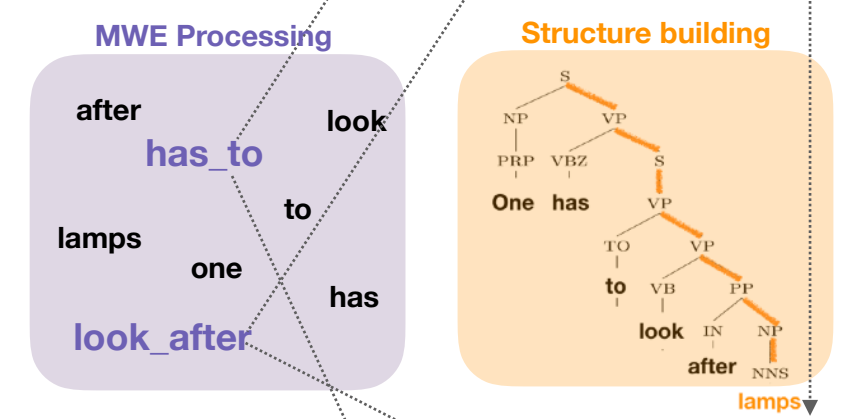 MWE Processing
after
look
has_to
to
lamps
one
has
look_after
Structure building
S
NP VP
PRP VBZ S
One has VP
TO VP
to VB PP
look IN NP
after NNS
lamps